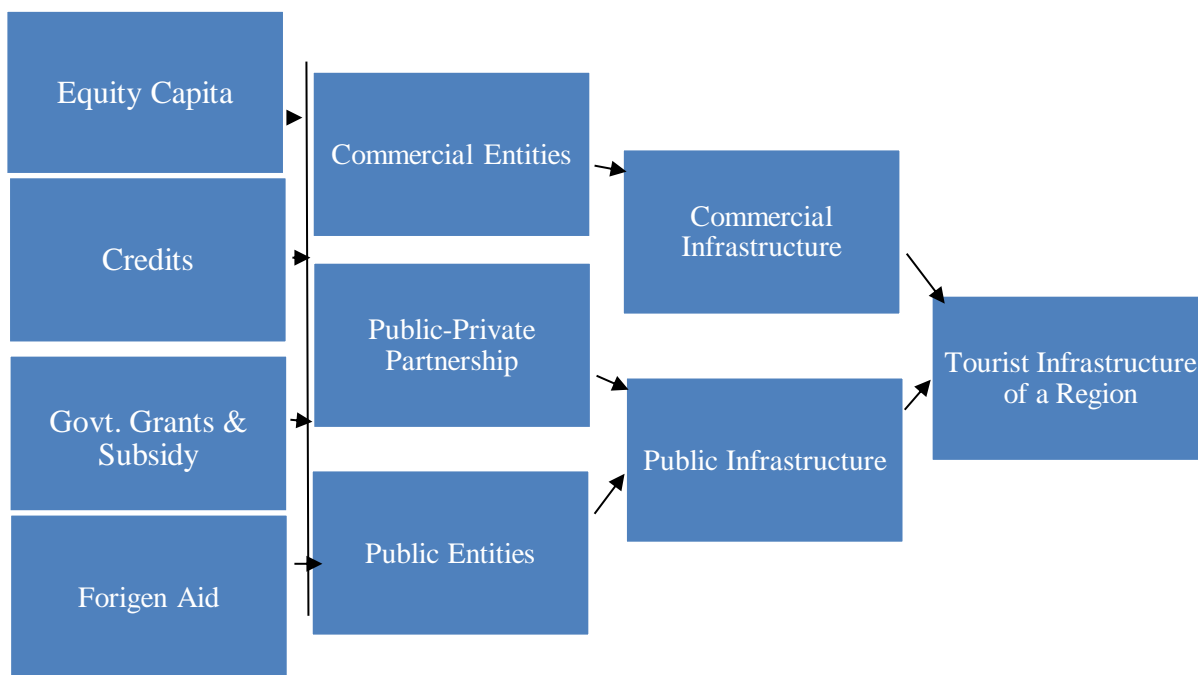 Equity Capita
Credits
Govt. Grants &
Subsidy
Forigen Aid
Commercial Entities
Public-Private
Partnership
Public Entities
Commercial
Infrastructure
Public Infrastructure
Tourist Infrastructure
of a Region